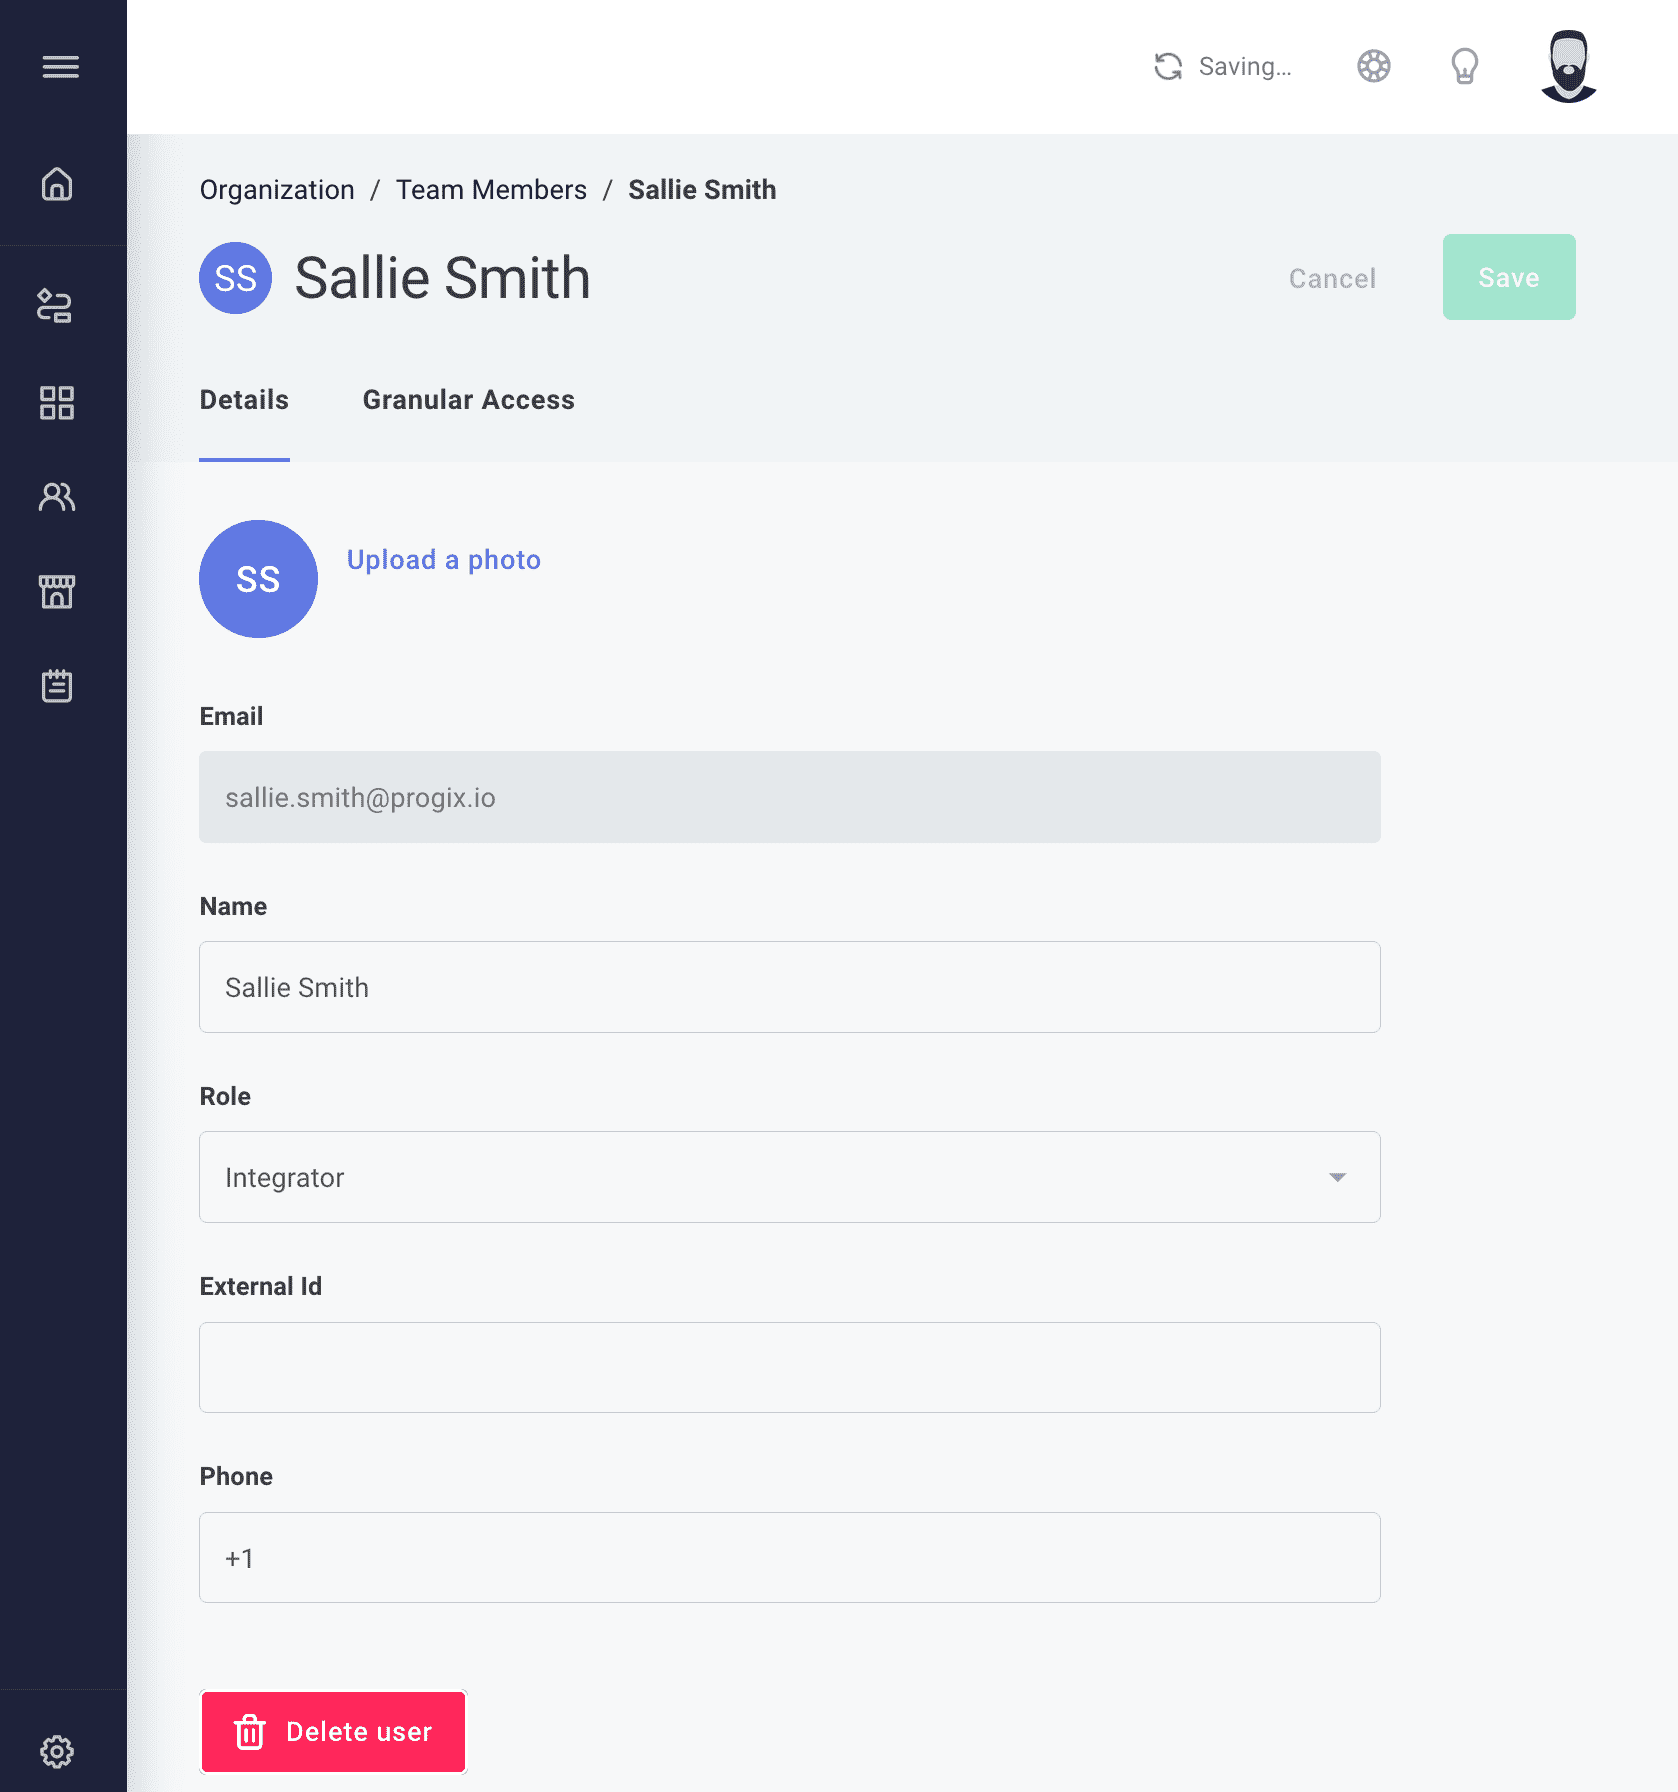 Saving...
Organization / Team Members / Sallie Smith
SS Sallie Smith Cancel Save
Details Granular Access
SS Upload a photo
Email
sallie.smith@progix.io
Name
Sallie Smith
Role
Integrator
External Id
Phone
+1
Delete user